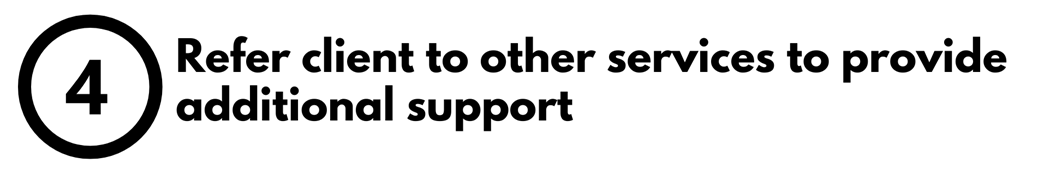 4
Refer client to other services to provide
additional support